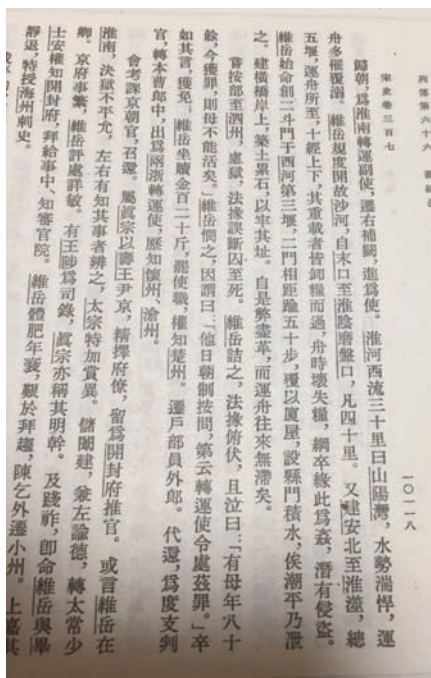 列傳第六十六
宋史卷三百七
一〇一一八
歸朝，爲淮南轉運副使，遷右補闕，進爲使。淮河西流三十里曰山陽灣，水勢湍悍，運
舟多罹覆溺。維岳規度開故沙河，自末口至淮陰磨盤口，凡四十里。又建安北至淮澨，總
五堰，運舟所至，十經上下，其重載者皆卸糧而過，舟時壞失糧，綱卒緣此爲姦，潛有侵盜。
維岳始命創二斗門于西河第三堰，二門相距踰五十步，覆以廈屋，設縣門積水，俟潮平乃泄
之。建橫橋岸上，築土累石，以牢其址。自是弊盡革，而運舟往來無滯矣。
嘗按部至泗州，慮獄，法掾誤斷囚至死。維岳詰之，法掾俯伏，且泣曰：「有母年八十
餘，今獲罪，則母不能活矣。」維岳憫之，因謂曰：「他日朝制按問，第云轉運使令處茲罪。」卒
如其言，獲免，維岳坐贖金百二十斤，罷使職，權知楚州。遷戶部員外郎。代還，爲度支判
官，轉本曹郎中，出爲兩浙轉運使，歷知懷州、滄州。
會考課京朝官，召還。屬眞宗以壽王尹京，精擇府僚，留爲開封府推官。或言維岳在
淮南，決獄不平允，左右有知其事者辨之，太宗特加賞異。儲闈建，兼左諭德，轉太常少
卿。京府事繁，維岳評處詳敏。有王陟爲司錄，眞宗亦稱其明幹。及踐祚，卽命維岳與畢
士安權知開封府，拜給事中、知審官院。維岳體肥年衰，艱於拜趨，陳乞外遷小州。上嘉其
靜退，特授海州刺史。